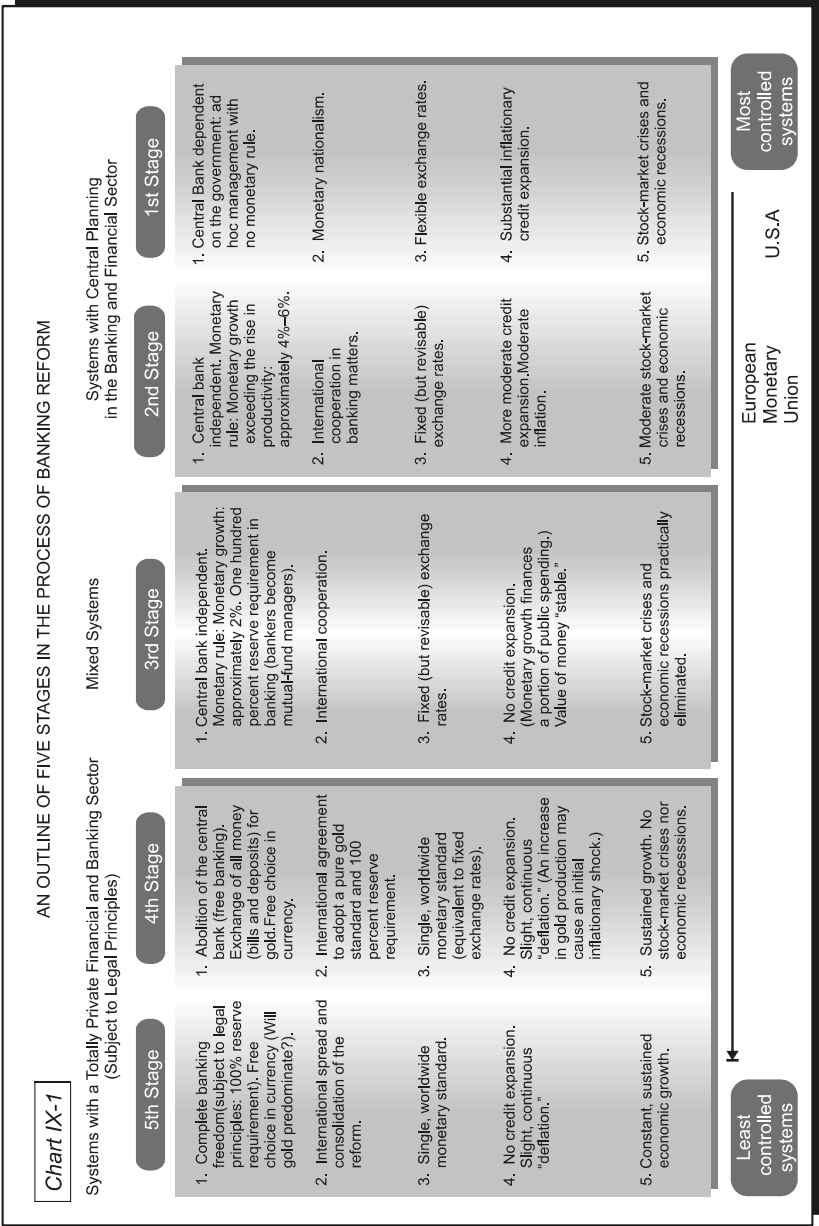 Chart IX-1
AN OUTLINE OF FIVE STAGES IN THE PROCESS OF BANKING REFORM
Systems with a Totally Private Financial and Banking Sector
(Subject to Legal Principles)
Mixed Systems
Systems with Central Planning
in the Banking and Financial Sector
5th Stage
1. Complete banking
freedom(subject to legal
principles: 100% reserve
requirement). Free
choice in currency (Will
gold predominate?).
2. International spread and
consolidation of the
reform.
3. Single, worldwide
monetary standard.
4. No credit expansion.
Slight, continuous
“deflation.”
5. Constant, sustained
economic growth.
4th Stage
1. Abolition of the central
bank (free banking).
Exchange of all money
(bills and deposits) for
gold.Free choice in
currency.
2. International agreement
to adopt a pure gold
standard and 100
percent reserve
requirement.
3. Single, worldwide
monetary standard
(equivalent to fixed
exchange rates).
4. No credit expansion.
Slight, continuous
“deflation.” (An increase
in gold production may
cause an initial
inflationary shock.)
5. Sustained growth. No
stock-market crises nor
economic recesssions.
3rd Stage
1. Central bank independent.
Monetary rule: Monetary growth:
approximately 2%. One hundred
percent reserve requirement in
banking (bankers become
mutual-fund managers).
2. International cooperation.
3. Fixed (but revisable) exchange
rates.
4. No credit expansion.
(Monetary growth finances
a portion of public spending.)
Value of money “stable.”
5. Stock-market crises and
economic recessions practically
eliminated.
2nd Stage
1. Central bank
independent. Monetary
rule: Monetary growth
exceeding the rise in
productivity:
approximately 4%–6%.
2. International
cooperation in
banking matters.
3. Fixed (but revisable)
exchange rates.
4. More moderate credit
expansion.Moderate
inflation.
5. Moderate stock-market
crises and economic
recessions.
1st Stage
1. Central Bank dependent
on the government: ad
hoc management with
no monetary rule.
2. Monetary nationalism.
3. Flexible exchange rates.
4. Substantial inflationary
credit expansion.
5. Stock-market crises and
economic recessions.
Least
controlled
systems
European
Monetary
Union
U.S.A
Most
controlled
systems